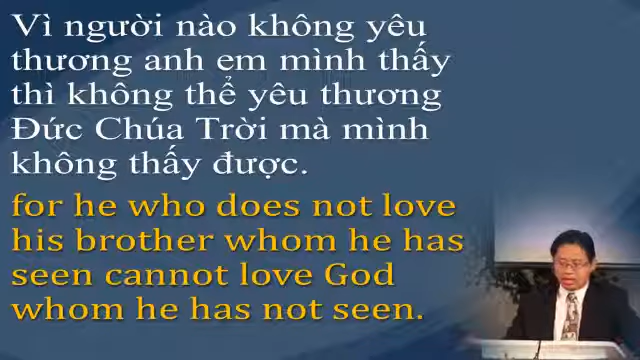 Vì người nào không yêu
thương anh em mình thấy
thì không thể yêu thương
Đức Chúa Trời mà mình
không thấy được.
for he who does not love
his brother whom he has
seen cannot love God
whom he has not seen.